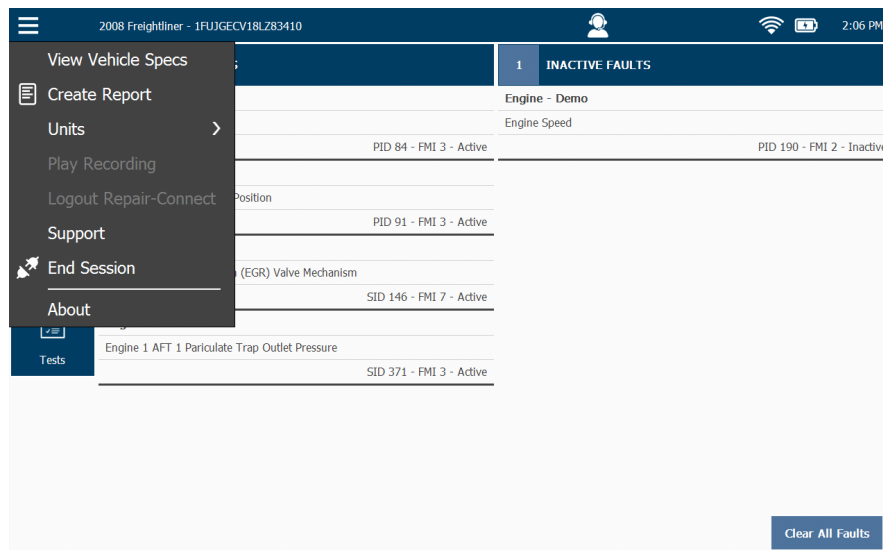 2008 Freightliner - 1FUJGECV18LZ83410
2:06 PM
View Vehicle Specs
Create Report
Units
Play Recording
Logout Repair-Connect
Support
End Session
About
Tests
PID 84 - FMI 3 - Active
Position
PID 91 - FMI 3 - Active
(EGR) Valve Mechanism
SID 146 - FMI 7 - Active
Engine 1 AFT 1 Pariculate Trap Outlet Pressure
SID 371 - FMI 3 - Active
1 INACTIVE FAULTS
Engine - Demo
Engine Speed
PID 190 - FMI 2 - Inactive
Clear All Faults